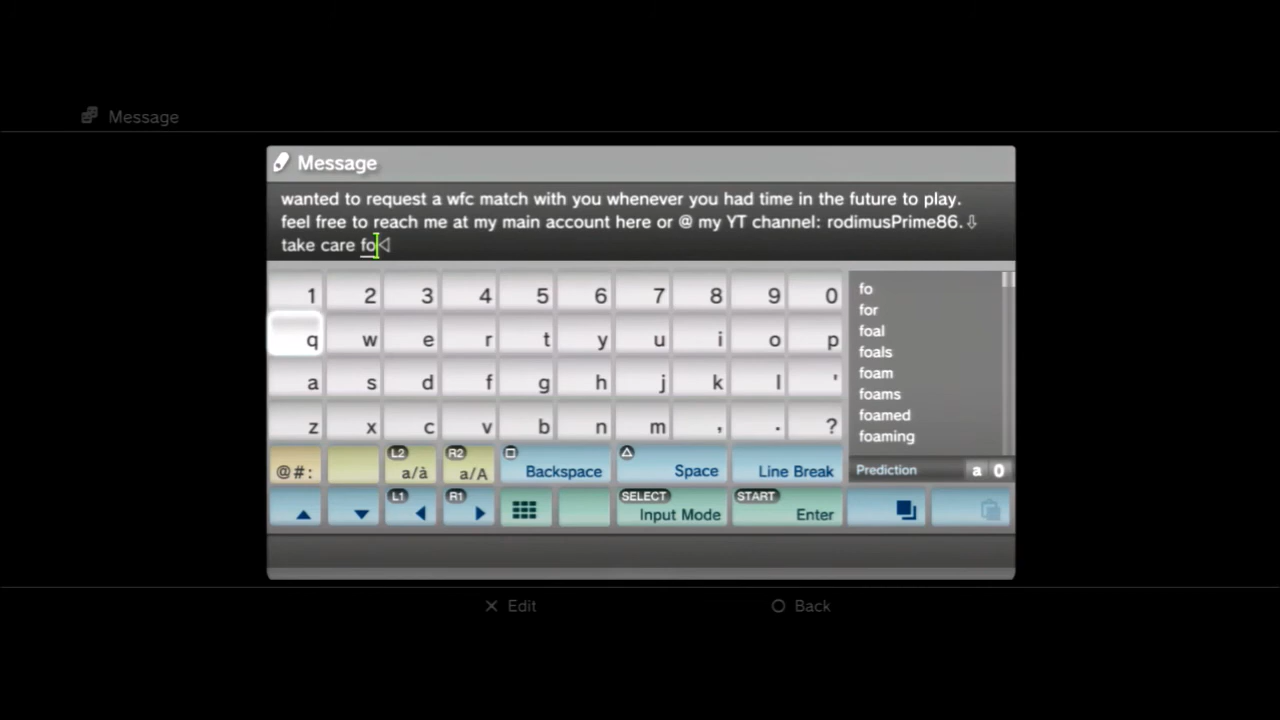 Message
Message
wanted to request a wfc match with you whenever you had time in the future to play.
feel free to reach me at my main account here or @ my YT channel: rodimusPrime86.⇩
take care fo
1 2 3 4 5 6 7 8 9 0
q w e r t y u i o p
a s d f g h j k l '
z x c v b n m , . ?
fo
for
foal
foals
foam
foams
foamed
foaming
@#: L2 a/à R2 a/A Backspace Space Line Break
Prediction a 0
L1 R1 SELECT Input Mode START Enter
Edit Back